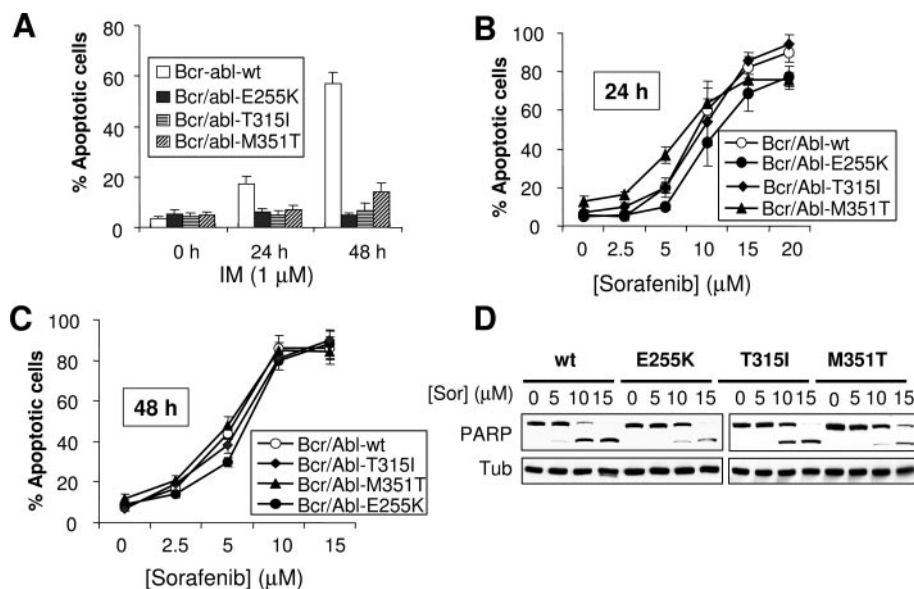 A
% Apoptotic cells
80
60
40
20
0
Bcr-abl-wt
Bcr/abl-E255K
Bcr/abl-T315I
Bcr/abl-M351T
0 h 24 h 48 h
IM (1 μM)
B
% Apoptotic cells
100
80
60
40
20
0
24 h
Bcr/Abl-wt
Bcr/Abl-E255K
Bcr/Abl-T315I
Bcr/Abl-M351T
0 2.5 5 10 15 20
[Sorafenib] (μM)
C
% Apoptotic cells
100
80
60
40
20
0
48 h
Bcr/Abl-wt
Bcr/Abl-T315I
Bcr/Abl-M351T
Bcr/Abl-E255K
0 2.5 5 10 15
[Sorafenib] (μM)
D
wt E255K T315I M351T
[Sor] (μM) 0 5 10 15 0 5 10 15 0 5 10 15 0 5 10 15
PARP
Tub